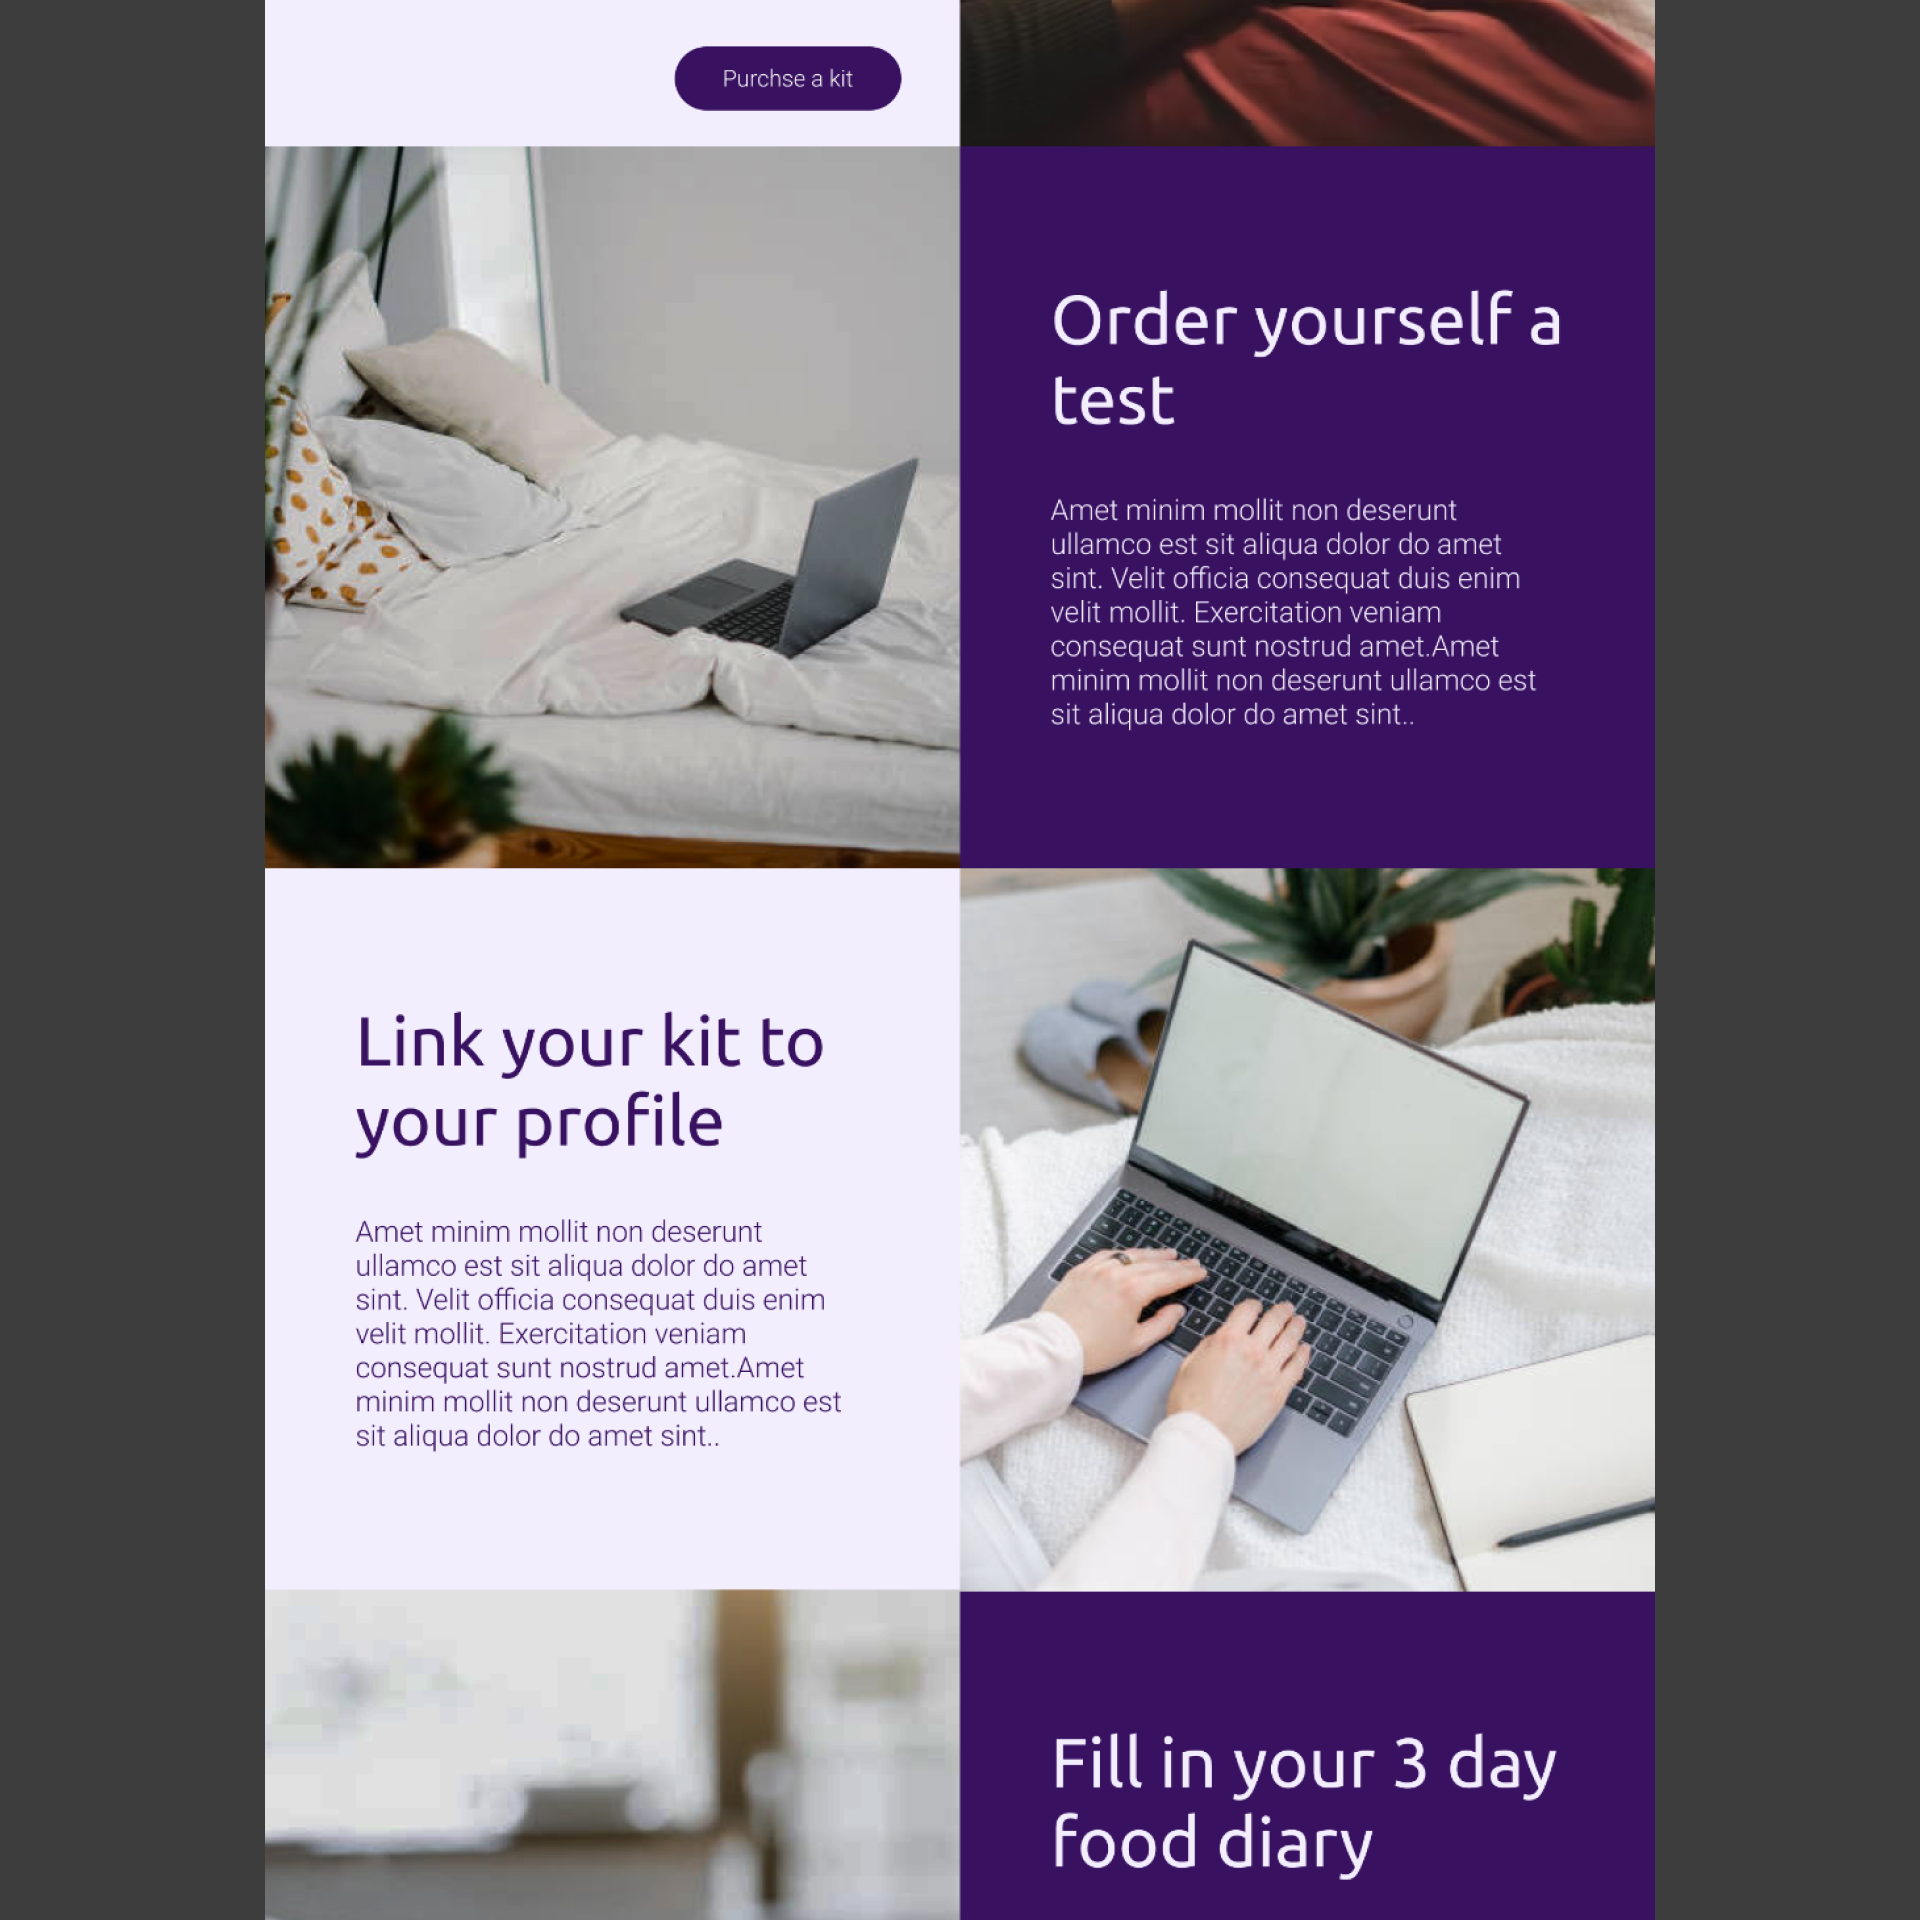 Purchse a kit
Order yourself a
test
Amet minim mollit non deserunt
ullamco est sit aliqua dolor do amet
sint. Velit officia consequat duis enim
velit mollit. Exercitation veniam
consequat sunt nostrud amet.Amet
minim mollit non deserunt ullamco est
sit aliqua dolor do amet sint..
Link your kit to
your profile
Amet minim mollit non deserunt
ullamco est sit aliqua dolor do amet
sint. Velit officia consequat duis enim
velit mollit. Exercitation veniam
consequat sunt nostrud amet.Amet
minim mollit non deserunt ullamco est
sit aliqua dolor do amet sint..
Fill in your 3 day
food diary